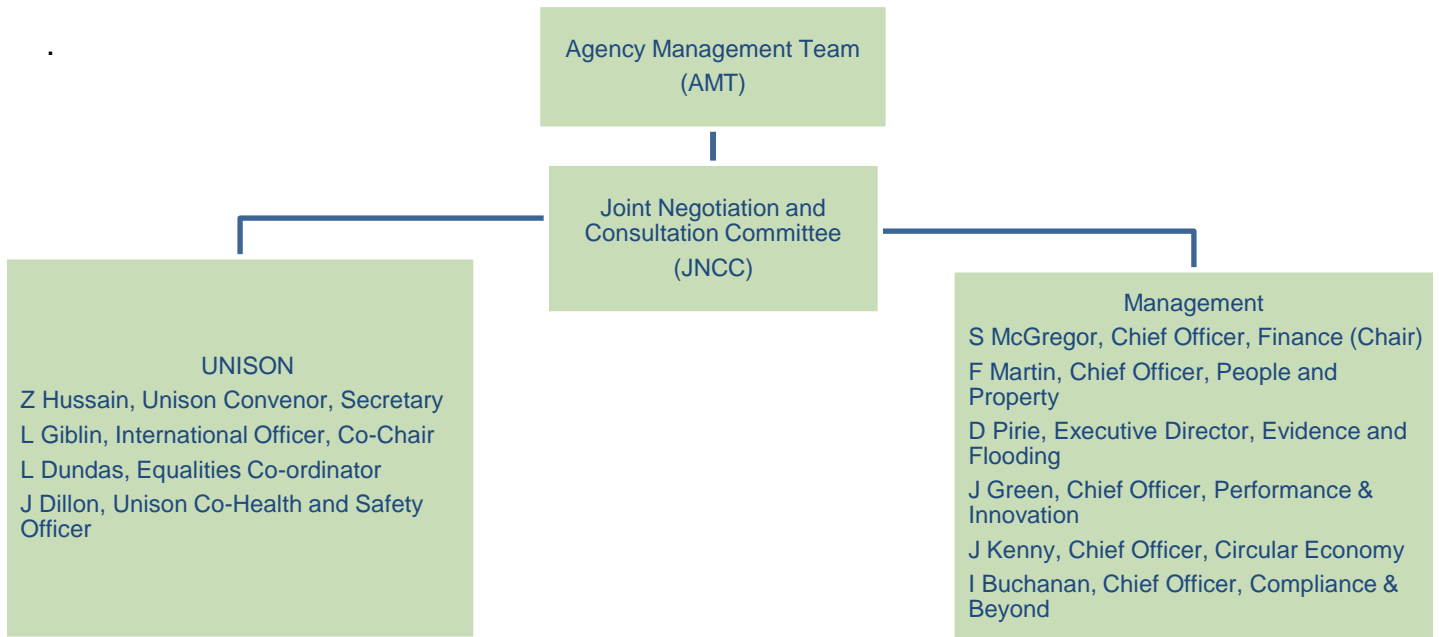 .
Agency Management Team
(AMT)
Joint Negotiation and
Consultation Committee
(JNCC)
UNISON
Z Hussain, Unison Convenor, Secretary
L Giblin, International Officer, Co-Chair
L Dundas, Equalities Co-ordinator
J Dillon, Unison Co-Health and Safety
Officer
Management
S McGregor, Chief Officer, Finance (Chair)
F Martin, Chief Officer, People and
Property
D Pirie, Executive Director, Evidence and
Flooding
J Green, Chief Officer, Performance &
Innovation
J Kenny, Chief Officer, Circular Economy
I Buchanan, Chief Officer, Compliance &
Beyond